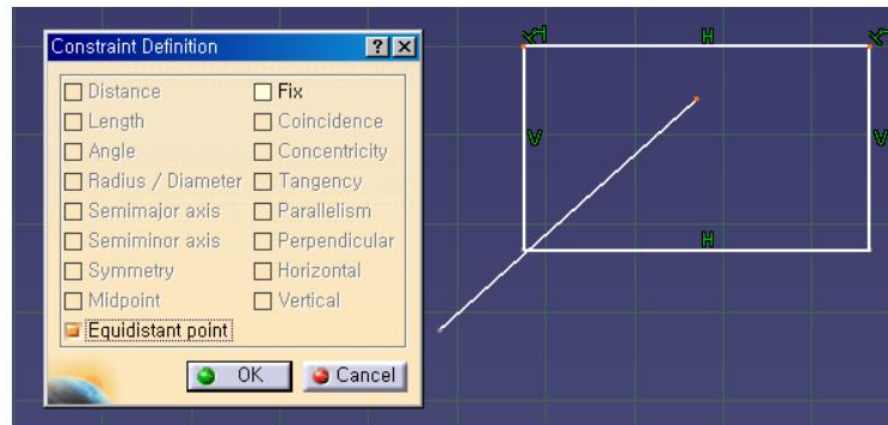 Constraint Definition
? X
Distance
Fix
Length
Coincidence
Angle
Concentricity
Radius / Diameter
Tangency
Semimajor axis
Parallelism
Semiminor axis
Perpendicular
Symmetry
Horizontal
Midpoint
Vertical
Equidistant point
OK
Cancel
H
V
V
H